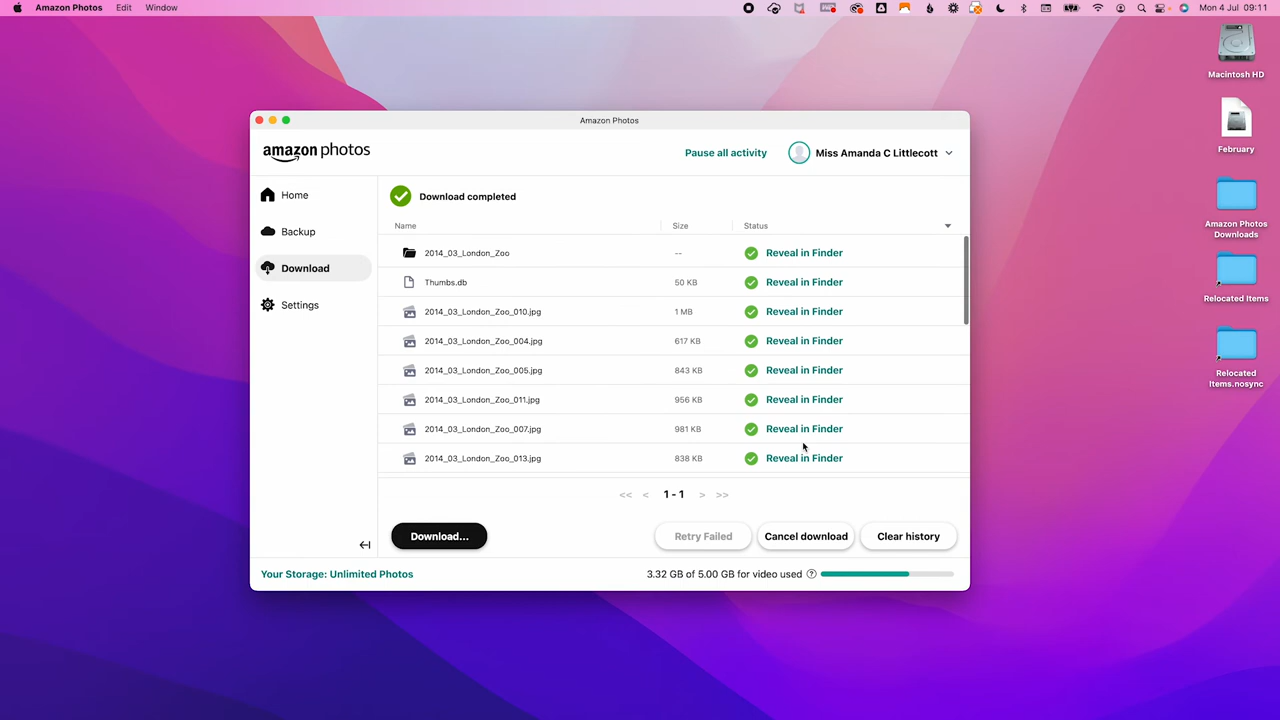 Amazon Photos Edit Window Mon 4 Jul 09:11
Macintosh HD
February
Amazon Photos
Downloads
Relocated Items
Relocated
Items.nosync
Amazon Photos
amazon photos
Pause all activity
Miss Amanda C Littlecott
Home
Backup
Download
Settings
Download completed
Name Size Status
2014_03_London_Zoo -- Reveal in Finder
Thumbs.db 50 KB Reveal in Finder
2014_03_London_Zoo_010.jpg 1 MB Reveal in Finder
2014_03_London_Zoo_004.jpg 617 KB Reveal in Finder
2014_03_London_Zoo_005.jpg 843 KB Reveal in Finder
2014_03_London_Zoo_011.jpg 956 KB Reveal in Finder
2014_03_London_Zoo_007.jpg 981 KB Reveal in Finder
2014_03_London_Zoo_013.jpg 838 KB Reveal in Finder
<< < 1 - 1 > >>
Download... Retry Failed Cancel download Clear history
Your Storage: Unlimited Photos 3.32 GB of 5.00 GB for video used ?